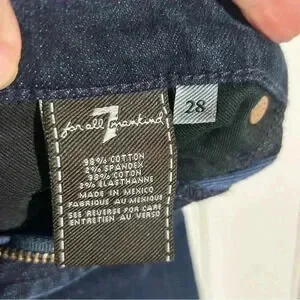 7
for all mankind
28
98% COTTON
2% SPANDEX
98% COTON
2% ELASTHANNE
MADE IN MEXICO
FABRIQUE AU MEXIQUE
SEE REVERSE FOR CARE
ENTRETIEN AU VERSO